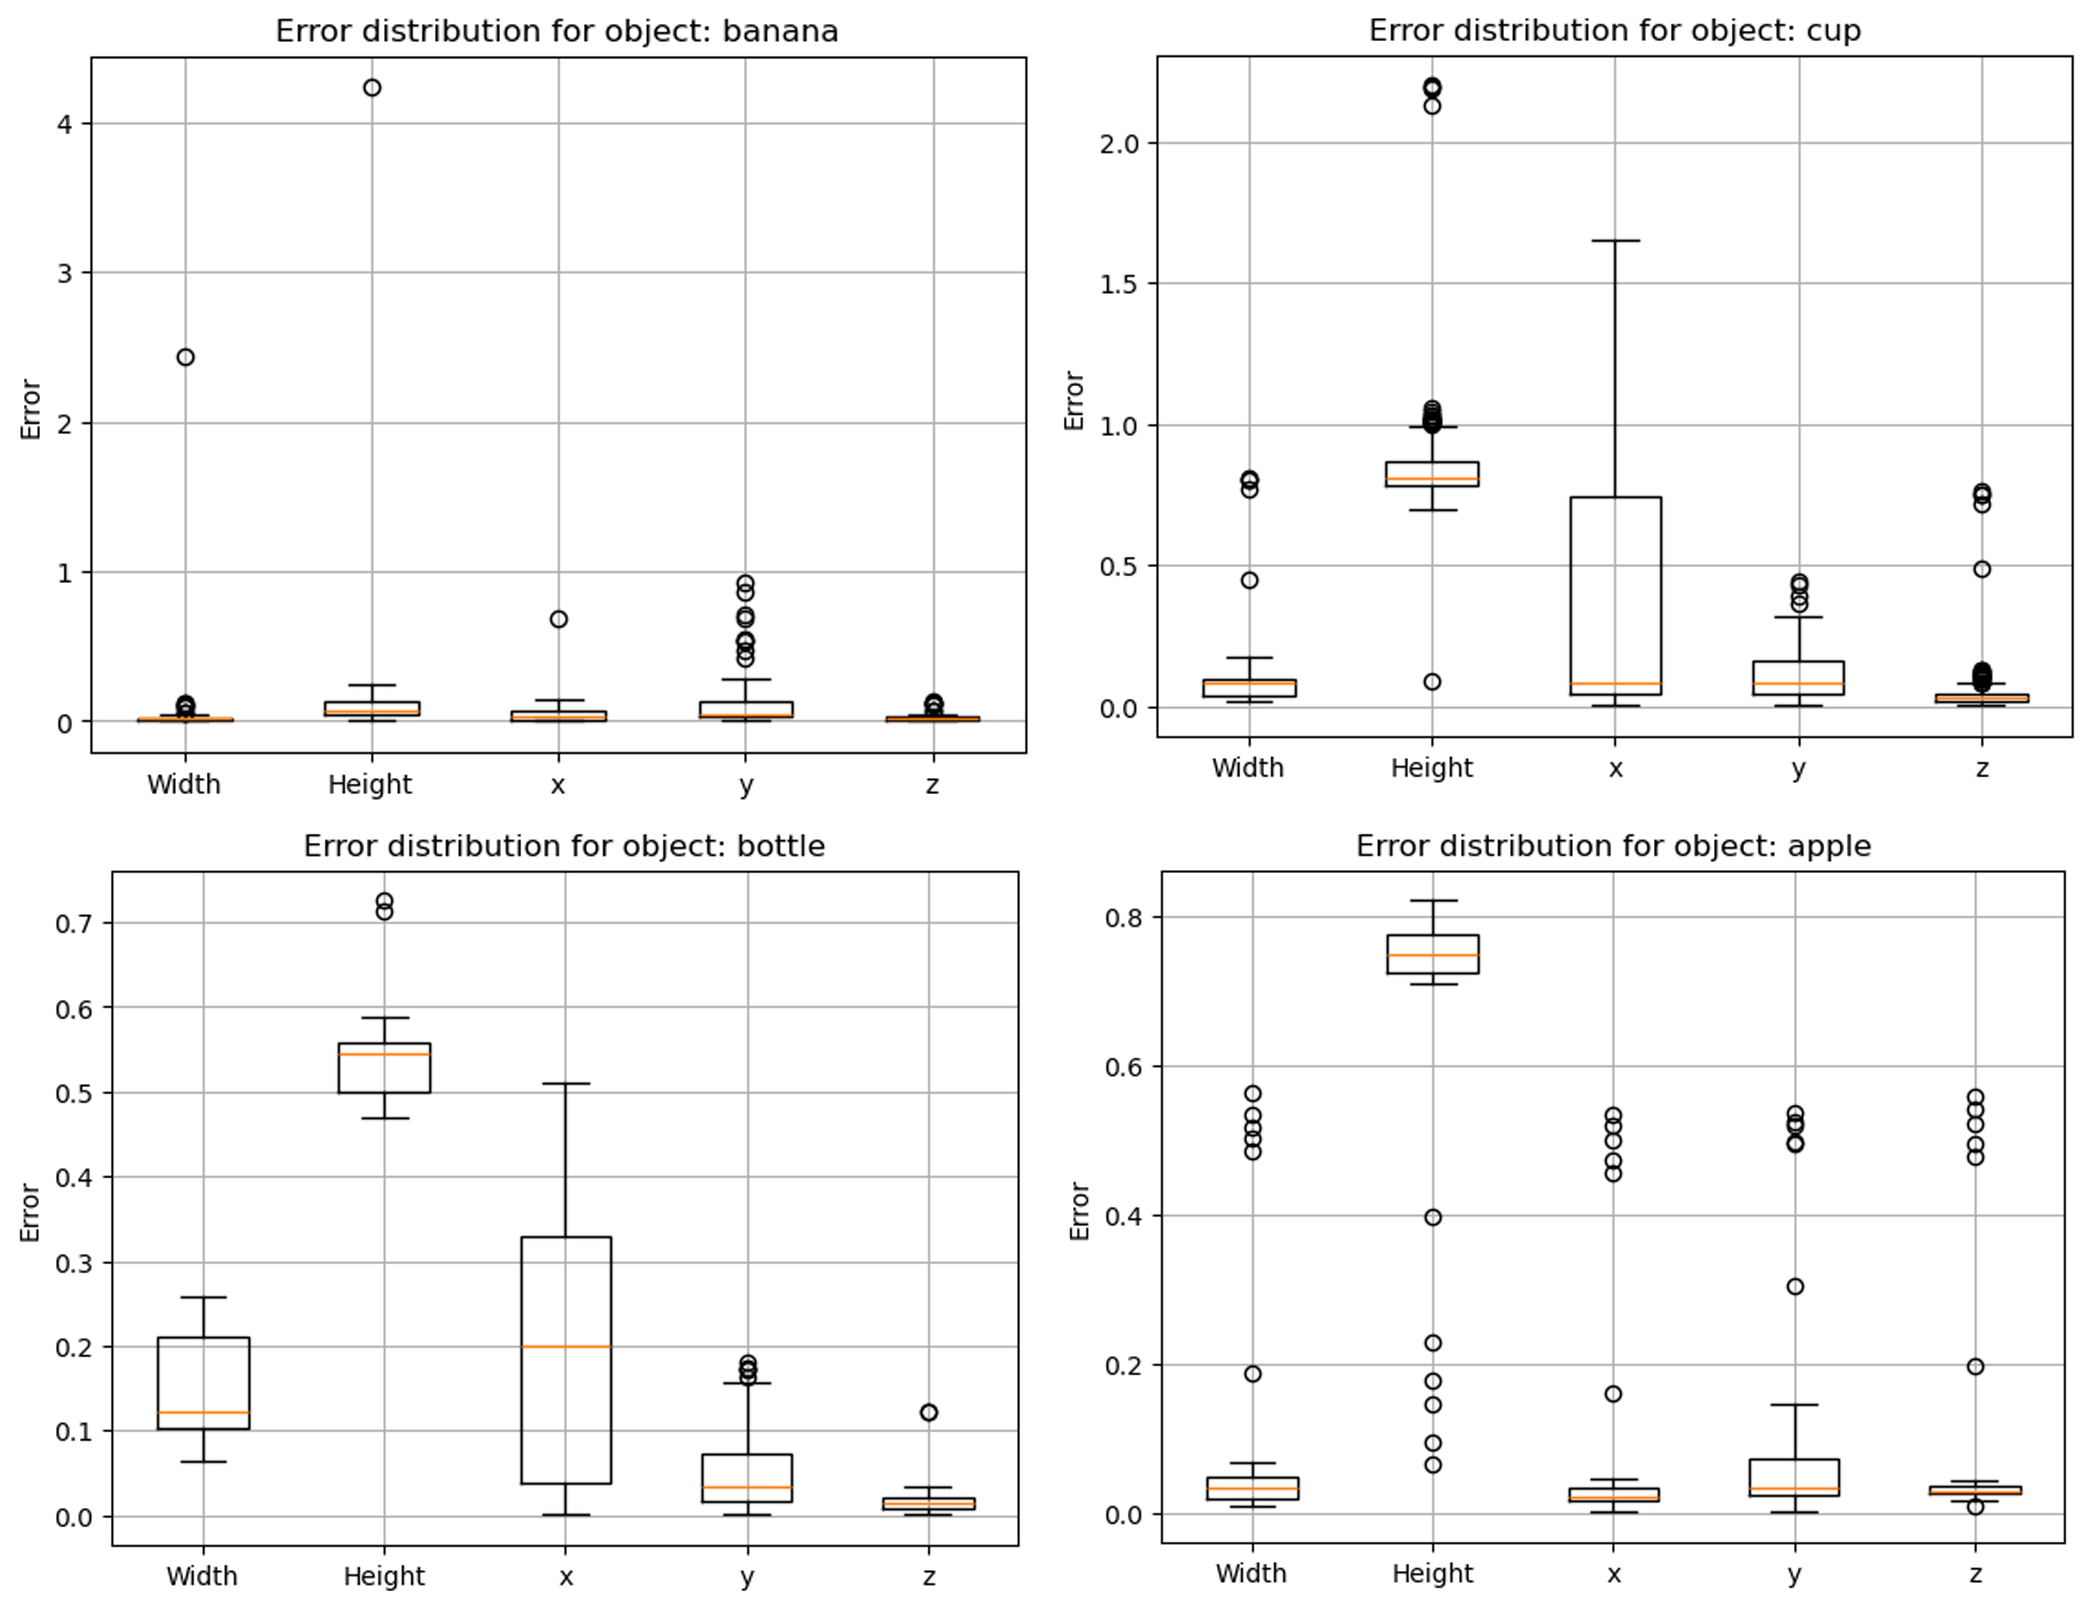 Error distribution for object: banana
Error
4
3
2
1
0
Width Height x y z
Error distribution for object: cup
Error
2.0
1.5
1.0
0.5
0.0
Width Height x y z
Error distribution for object: bottle
Error
0.7
0.6
0.5
0.4
0.3
0.2
0.1
0.0
Width Height x y z
Error distribution for object: apple
Error
0.8
0.6
0.4
0.2
0.0
Width Height x y z